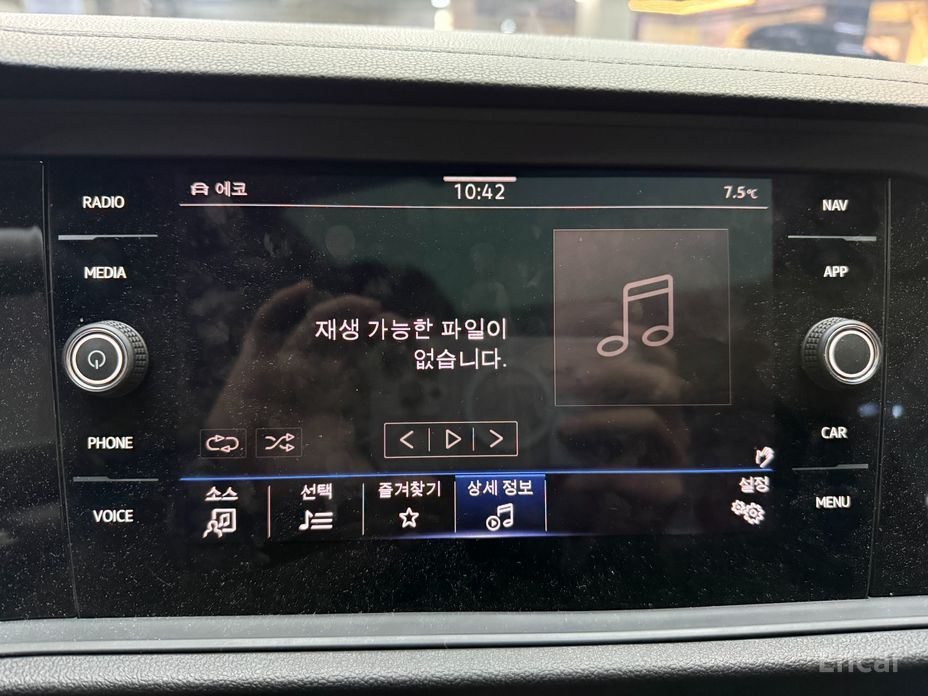 에코
10:42
7.5℃
RADIO
MEDIA
PHONE
VOICE
재생 가능한 파일이
없습니다.
NAV
APP
CAR
MENU
소스
선택
즐겨찾기
상세 정보
설정
Encar